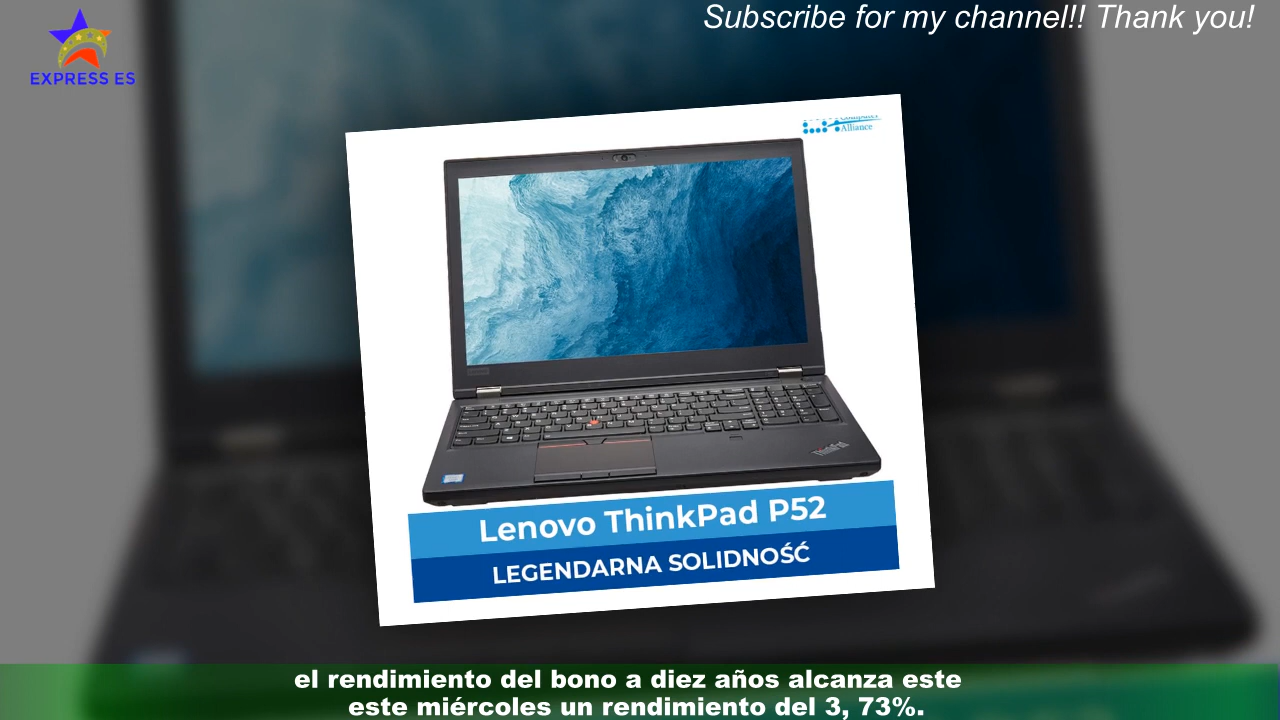 Subscribe for my channel!! Thank you!
EXPRESS ES
Alliance
ThinkPad
Lenovo ThinkPad P52
LEGENDARNA SOLIDNOŚĆ
el rendimiento del bono a diez años alcanza este
este miércoles un rendimiento del 3, 73%.